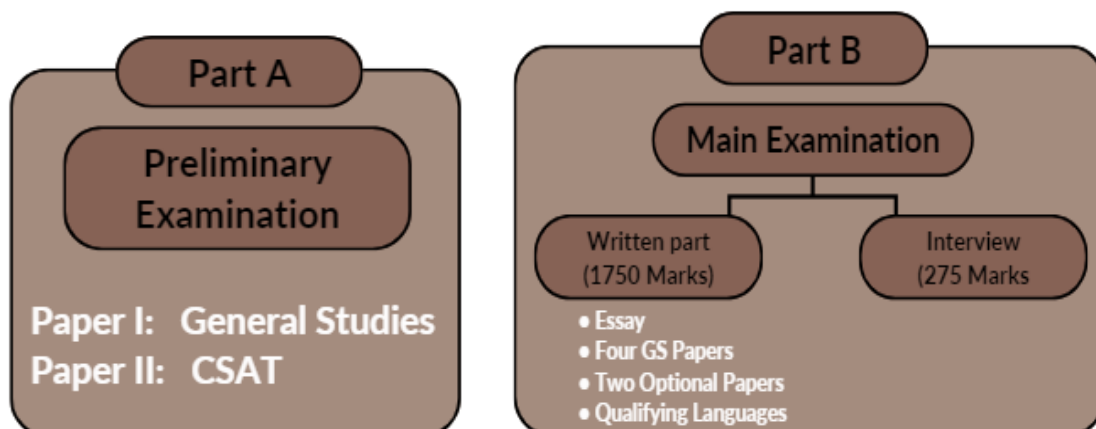 Part A
Preliminary
Examination
Paper I: General Studies
Paper II: CSAT
Part B
Main Examination
Written part
(1750 Marks)
Interview
(275 Marks
• Essay
• Four GS Papers
• Two Optional Papers
• Qualifying Languages